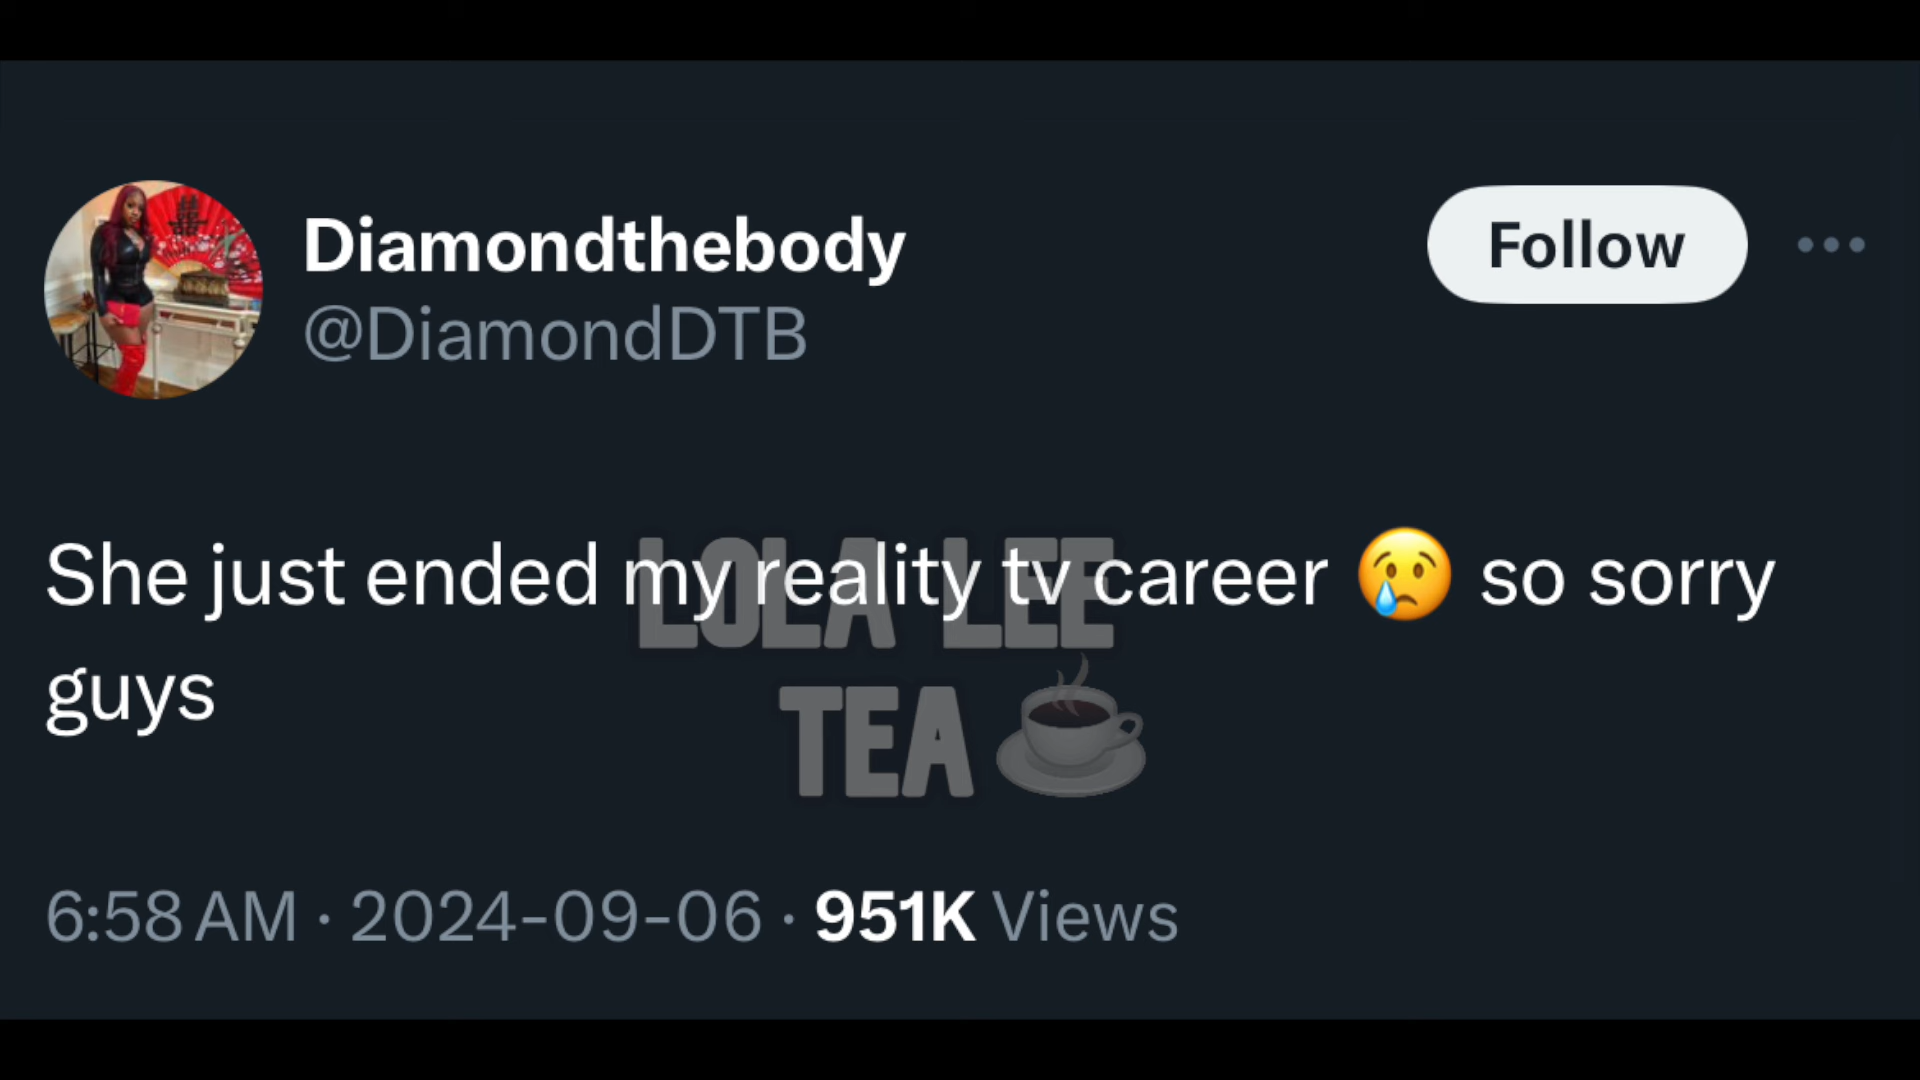 Diamondthebody
Follow
@DiamondDTB
She just ended my reality tv career 😢 so sorry
guys
LOLA LEE
TEA
6:58 AM · 2024-09-06 · 951K Views